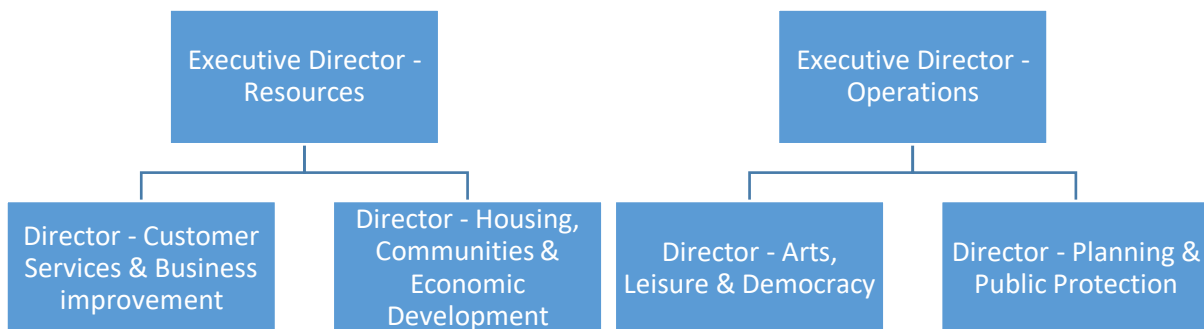 Executive Director -
Resources
Executive Director -
Operations
Director - Customer
Services & Business
improvement
Director - Housing,
Communities &
Economic
Development
Director - Arts,
Leisure & Democracy
Director - Planning &
Public Protection